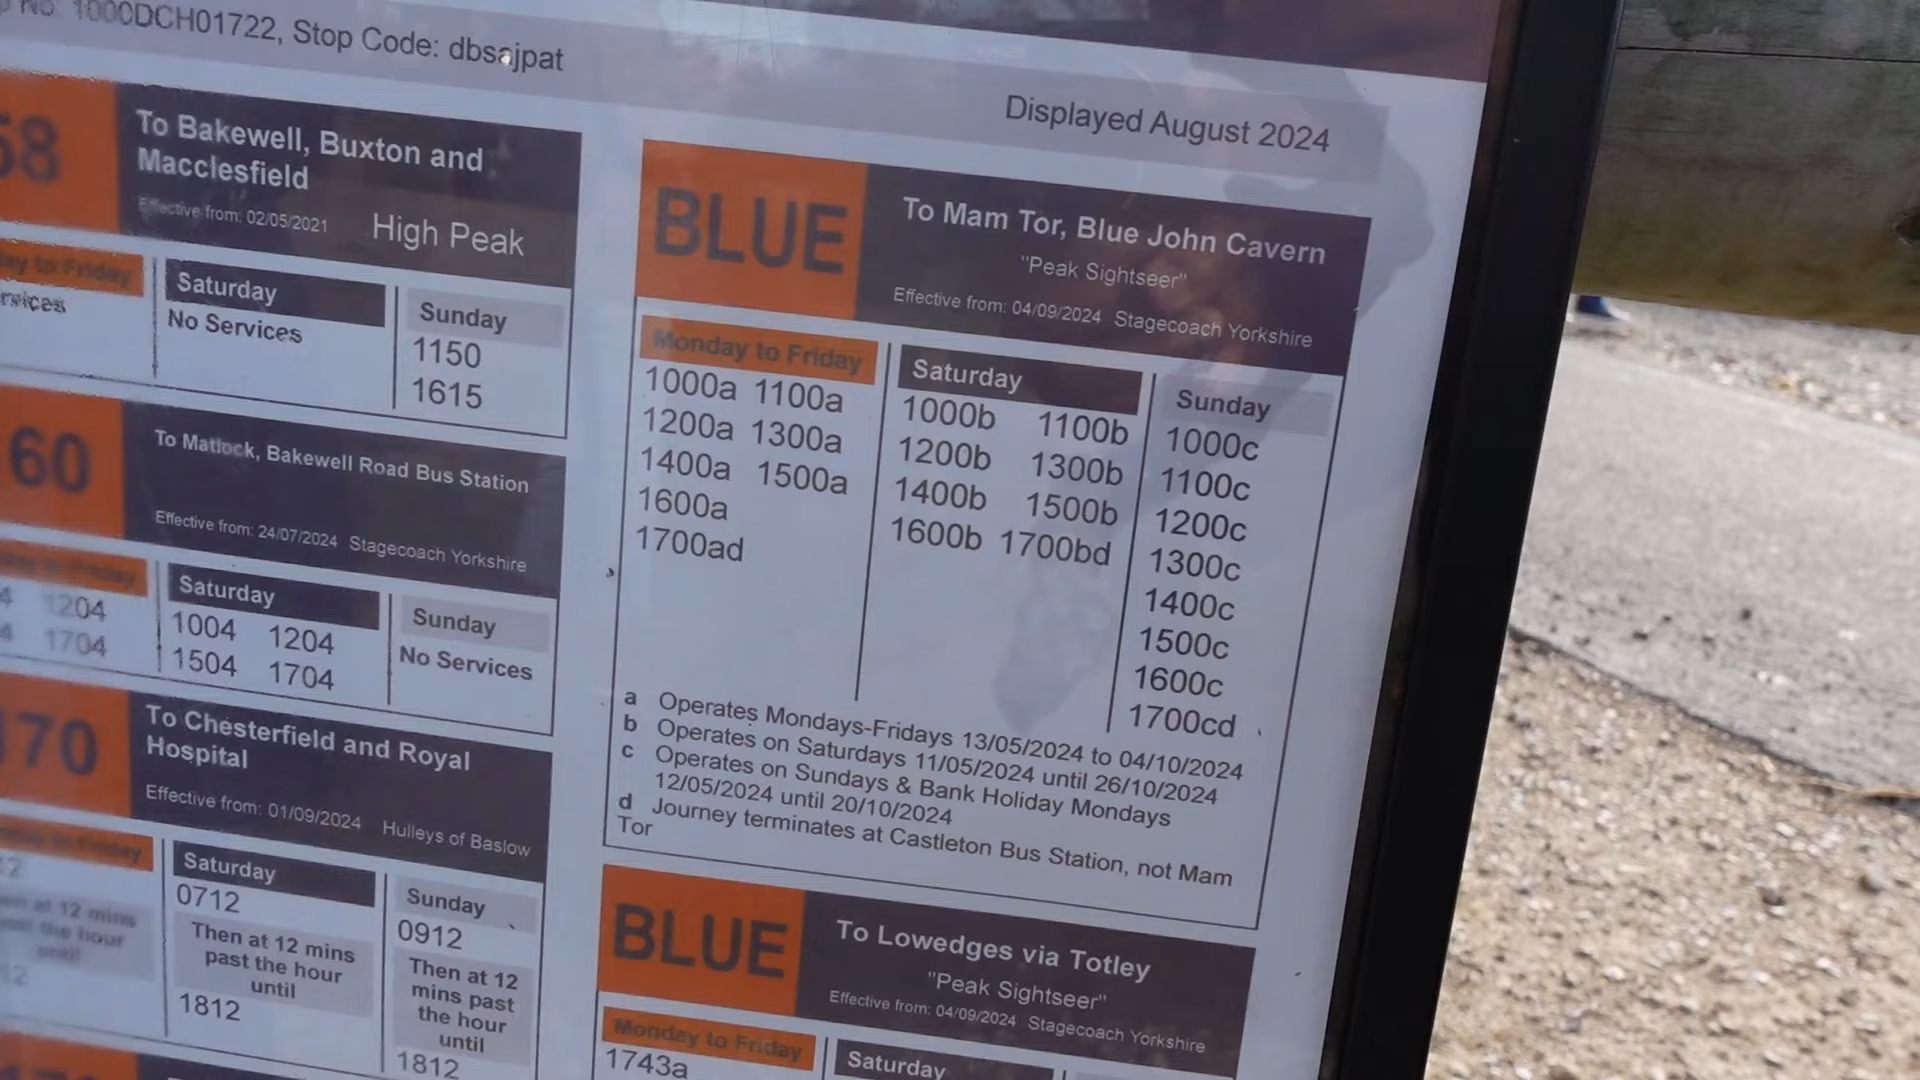 No: 1000DCH01722, Stop Code: dbsajpat
Displayed August 2024
58
To Bakewell, Buxton and
Macclesfield
Effective from: 02/05/2021 High Peak
Saturday
No Services
Sunday
1150
1615
60
To Matlock, Bakewell Road Bus Station
Effective from: 24/07/2024 Stagecoach Yorkshire
1204
1704
Saturday
1004 1204
1504 1704
Sunday
No Services
170
To Chesterfield and Royal
Hospital
Effective from: 01/09/2024 Hulleys of Baslow
Saturday
0712
Then at 12 mins
past the hour
until
1812
Sunday
0912
Then at 12
mins past
the hour
until
1812
BLUE
To Mam Tor, Blue John Cavern
"Peak Sightseer"
Effective from: 04/09/2024 Stagecoach Yorkshire
Monday to Friday
1000a 1100a
1200a 1300a
1400a 1500a
1600a
1700ad
Saturday
1000b 1100b
1200b 1300b
1400b 1500b
1600b 1700bd
Sunday
1000c
1100c
1200c
1300c
1400c
1500c
1600c
1700cd
a Operates Mondays-Fridays 13/05/2024 to 04/10/2024
b Operates on Saturdays 11/05/2024 until 26/10/2024
c Operates on Sundays & Bank Holiday Mondays
12/05/2024 until 20/10/2024
d Journey terminates at Castleton Bus Station, not Mam
Tor
BLUE
To Lowedges via Totley
"Peak Sightseer"
Effective from: 04/09/2024 Stagecoach Yorkshire
Monday to Friday
1743a
Saturday